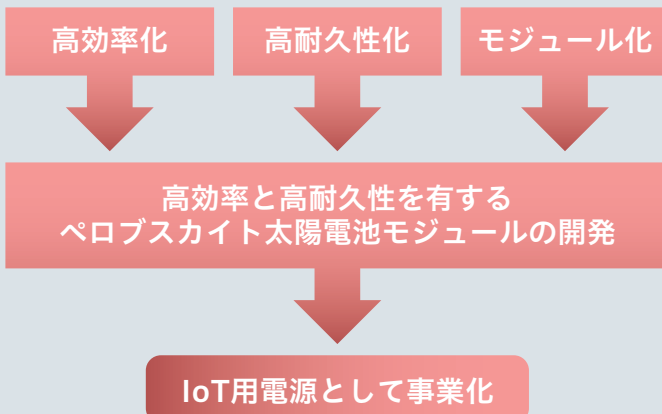 高効率化
高耐久性化
モジュール化
高効率と高耐久性を有する
ペロブスカイト太陽電池モジュールの開発
IoT用電源として事業化